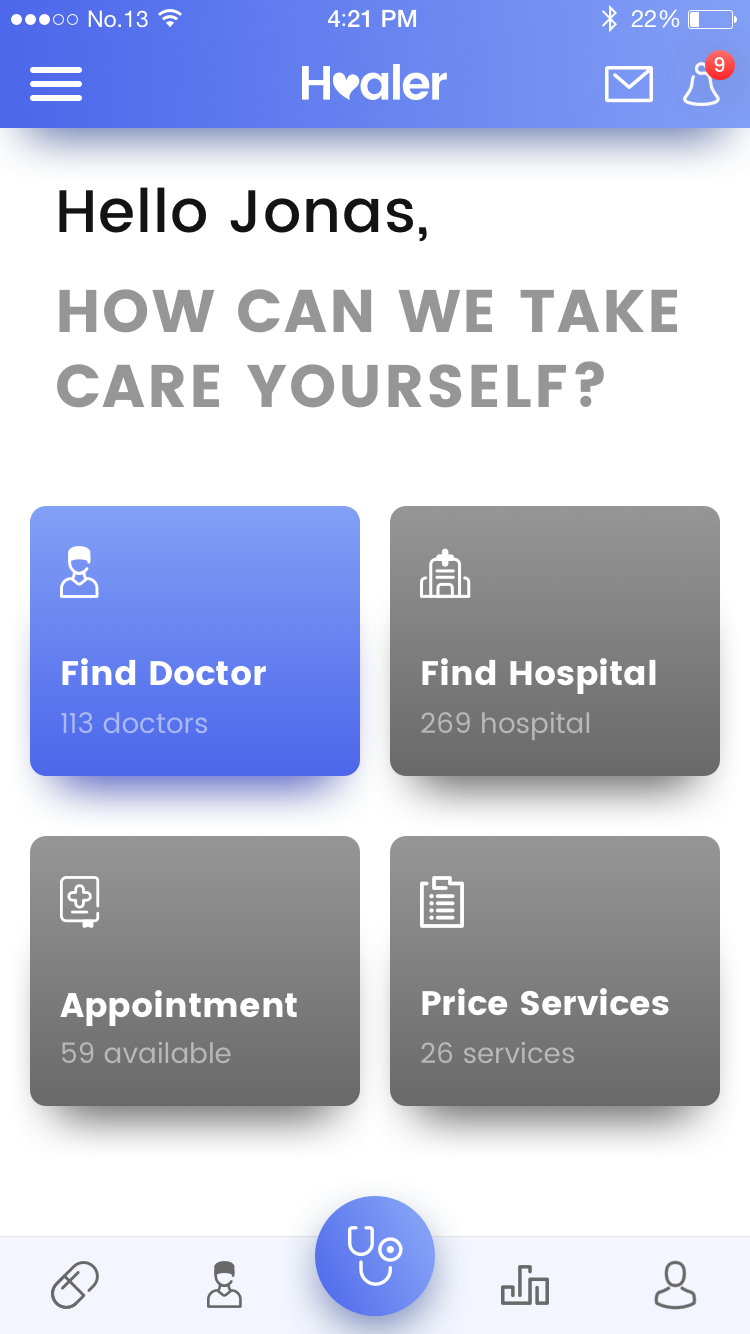 No.13 4:21 PM 22%
H♥aler
9
Hello Jonas,
HOW CAN WE TAKE
CARE YOURSELF?
Find Doctor
113 doctors
Find Hospital
269 hospital
Appointment
59 available
Price Services
26 services